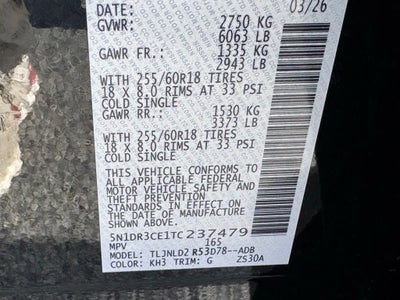 DATE: 03/26
GVWR: 2750 KG
6063 LB
GAWR FR.: 1335 KG
2943 LB
WITH 255/60R18 TIRES
18 X 8.0 RIMS AT 33 PSI
COLD SINGLE
GAWR RR.: 1530 KG
3373 LB
WITH 255/60R18 TIRES
18 X 8.0 RIMS AT 33 PSI
COLD SINGLE
THIS VEHICLE CONFORMS TO
ALL APPLICABLE FEDERAL
MOTOR VEHICLE SAFETY
AND THEFT PREVENTION
STANDARDS IN EFFECT ON
THE DATE OF MANUFACTURE
SHOWN ABOVE.
5N1DR3CE1TC237479
MPV 165
MODEL: TLJNLD2 R53D78--ADB
COLOR: KH3 TRIM: G ZS30A